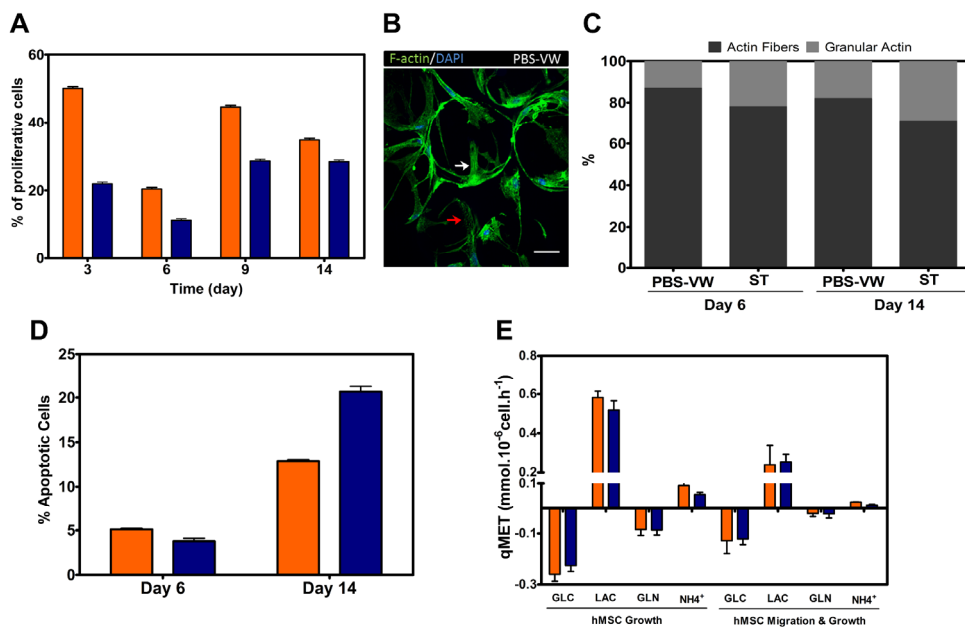 A
% of proliferative cells
60
40
20
0
3 6 9 14
Time (day)
B
F-actin/DAPI PBS-VW
C
Actin Fibers Granular Actin
%
100
80
60
40
20
0
PBS-VW ST PBS-VW ST
Day 6 Day 14
D
% Apoptotic Cells
25
20
15
10
5
0
Day 6 Day 14
E
qMET (mmol.10⁻⁶cell.h⁻¹)
0.8
0.6
0.4
0.2
0.1
-0.1
-0.3
GLC LAC GLN NH4⁺ GLC LAC GLN NH4⁺
hMSC Growth hMSC Migration & Growth